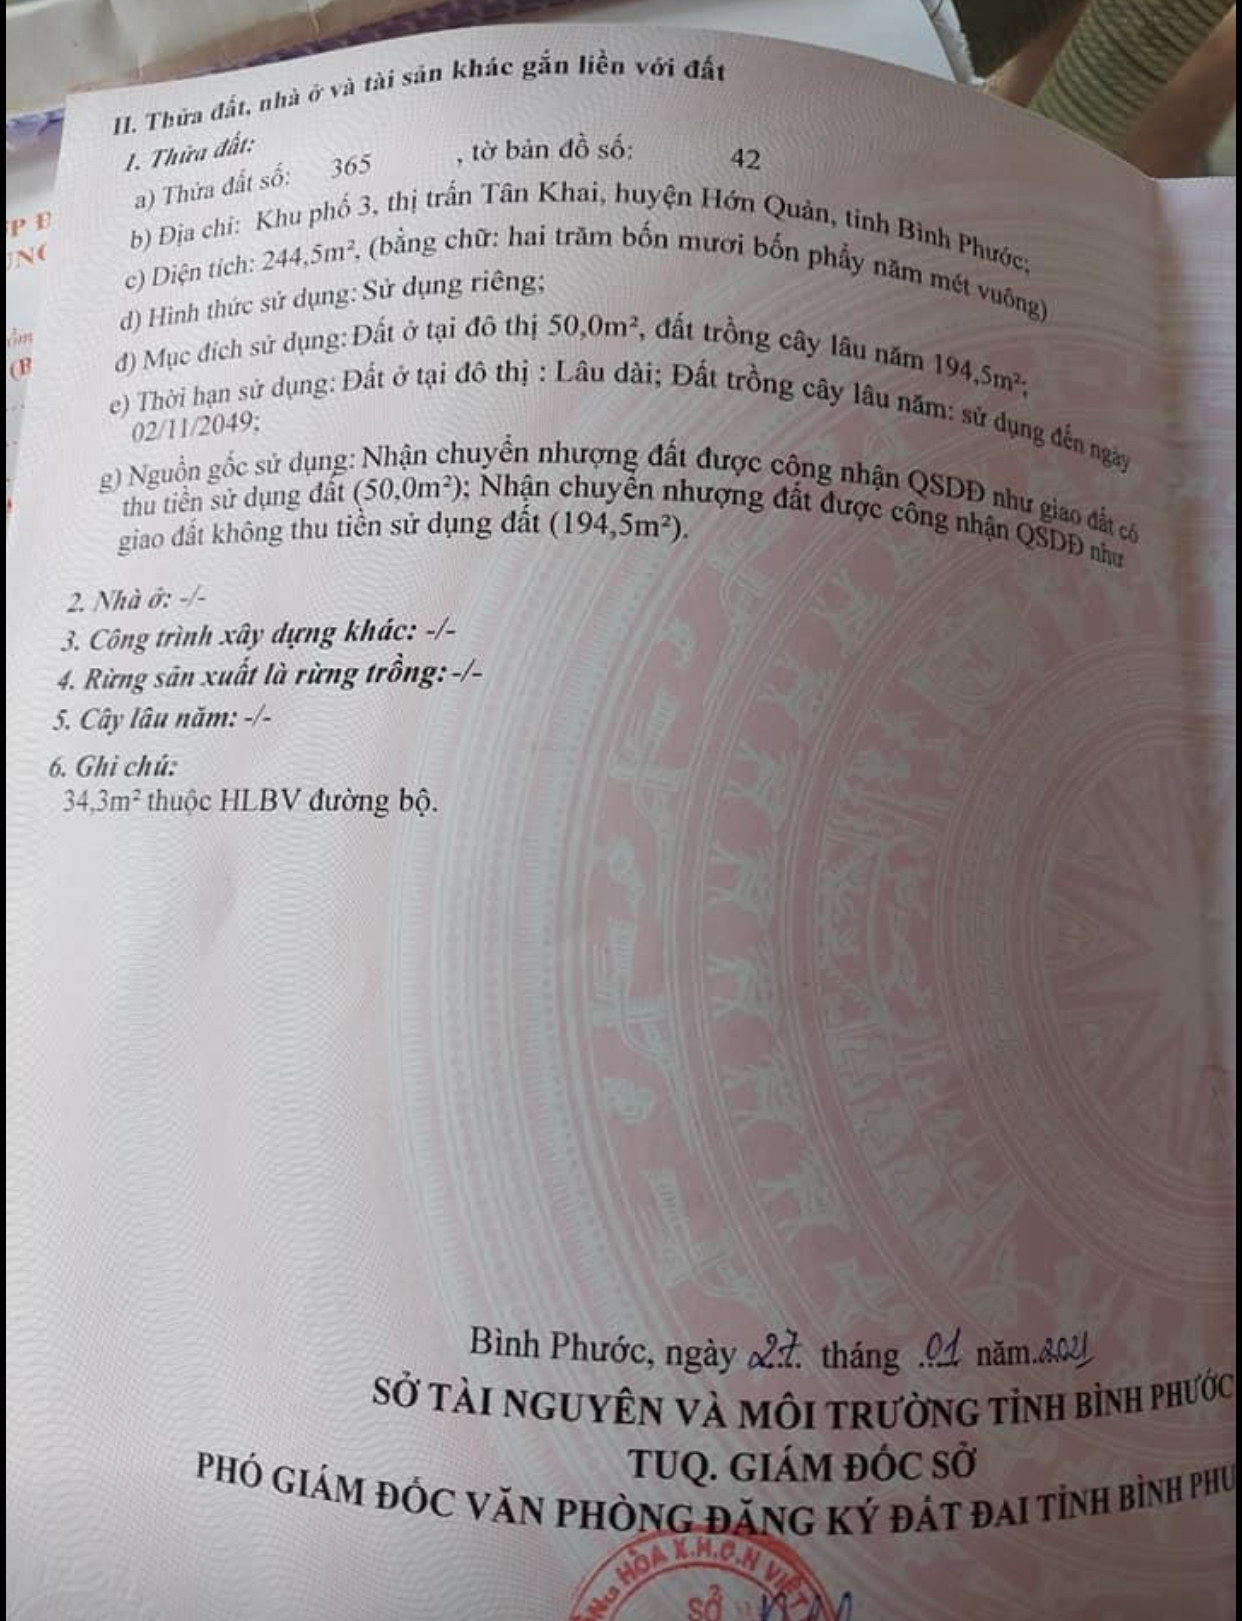 II. Thửa đất, nhà ở và tài sản khác gắn liền với đất
1. Thửa đất:
a) Thửa đất số: 365 , tờ bản đồ số: 42
b) Địa chỉ: Khu phố 3, thị trấn Tân Khai, huyện Hớn Quản, tỉnh Bình Phước;
c) Diện tích: 244,5m², (bằng chữ: hai trăm bốn mươi bốn phẩy năm mét vuông)
d) Hình thức sử dụng: Sử dụng riêng;
đ) Mục đích sử dụng: Đất ở tại đô thị 50,0m², đất trồng cây lâu năm 194,5m²;
e) Thời hạn sử dụng: Đất ở tại đô thị : Lâu dài; Đất trồng cây lâu năm: sử dụng đến ngày
02/11/2049;
g) Nguồn gốc sử dụng: Nhận chuyển nhượng đất được công nhận QSDĐ như giao đất có
thu tiền sử dụng đất (50,0m²); Nhận chuyển nhượng đất được công nhận QSDĐ như
giao đất không thu tiền sử dụng đất (194,5m²).
2. Nhà ở: -/-
3. Công trình xây dựng khác: -/-
4. Rừng sản xuất là rừng trồng: -/-
5. Cây lâu năm: -/-
6. Ghi chú:
34,3m² thuộc HLBV đường bộ.
Bình Phước, ngày 27 tháng 01 năm 2021
SỞ TÀI NGUYÊN VÀ MÔI TRƯỜNG TỈNH BÌNH PHƯỚC
TUQ. GIÁM ĐỐC SỞ
PHÓ GIÁM ĐỐC VĂN PHÒNG ĐĂNG KÝ ĐẤT ĐAI TỈNH BÌNH PHƯ
HÒA X.H.C.N VIỆT
SỞ